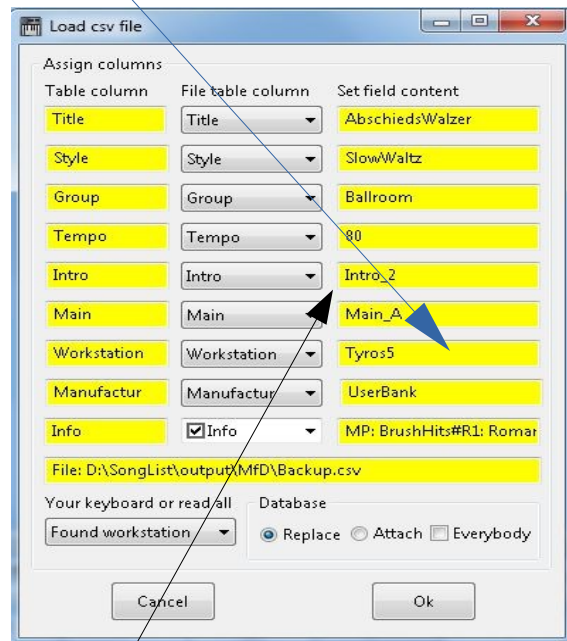 Load csv file
Assign columns
Table column File table column Set field content
Title Title AbschiedsWalzer
Style Style SlowWaltz
Group Group Ballroom
Tempo Tempo 80
Intro Intro Intro_2
Main Main Main_A
Workstation Workstation Tyros5
Manufactur Manufactur UserBank
Info Info MP: BrushHits#R1: Romar
File: D:\SongList\output\MfD\Backup.csv
Your keyboard or read all Database
Found workstation Replace Attach Everybody
Cancel Ok